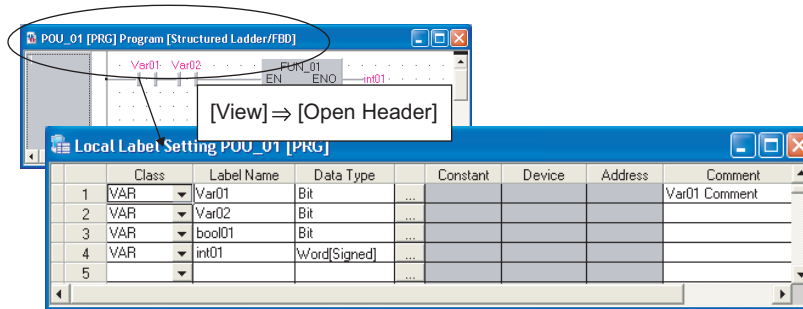 POU_01 [PRG] Program [Structured Ladder/FBD]
Var01 Var02 FUN_01
EN ENO int01
[View] ⇒ [Open Header]
Local Label Setting POU_01 [PRG]
Class Label Name Data Type Constant Device Address Comment
1 VAR Var01 Bit ... Var01 Comment
2 VAR Var02 Bit ...
3 VAR bool01 Bit ...
4 VAR int01 Word[Signed] ...
5 ...